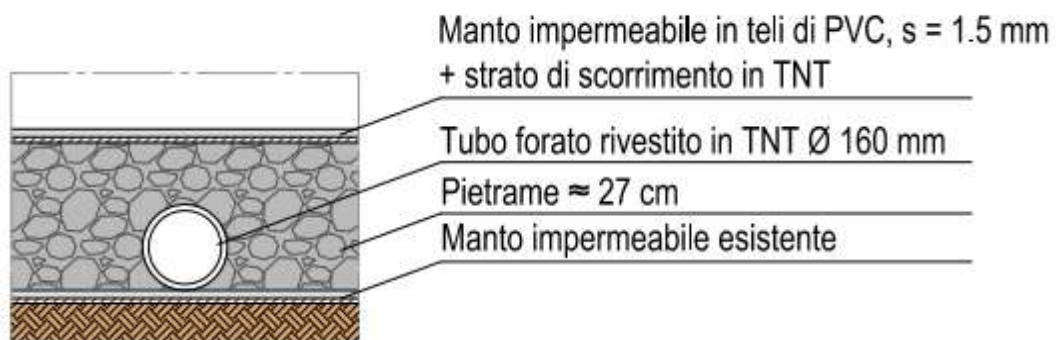 Manto impermeabile in teli di PVC, s = 1.5 mm
+ strato di scorrimento in TNT
Tubo forato rivestito in TNT Ø 160 mm
Pietrame ≈ 27 cm
Manto impermeabile esistente